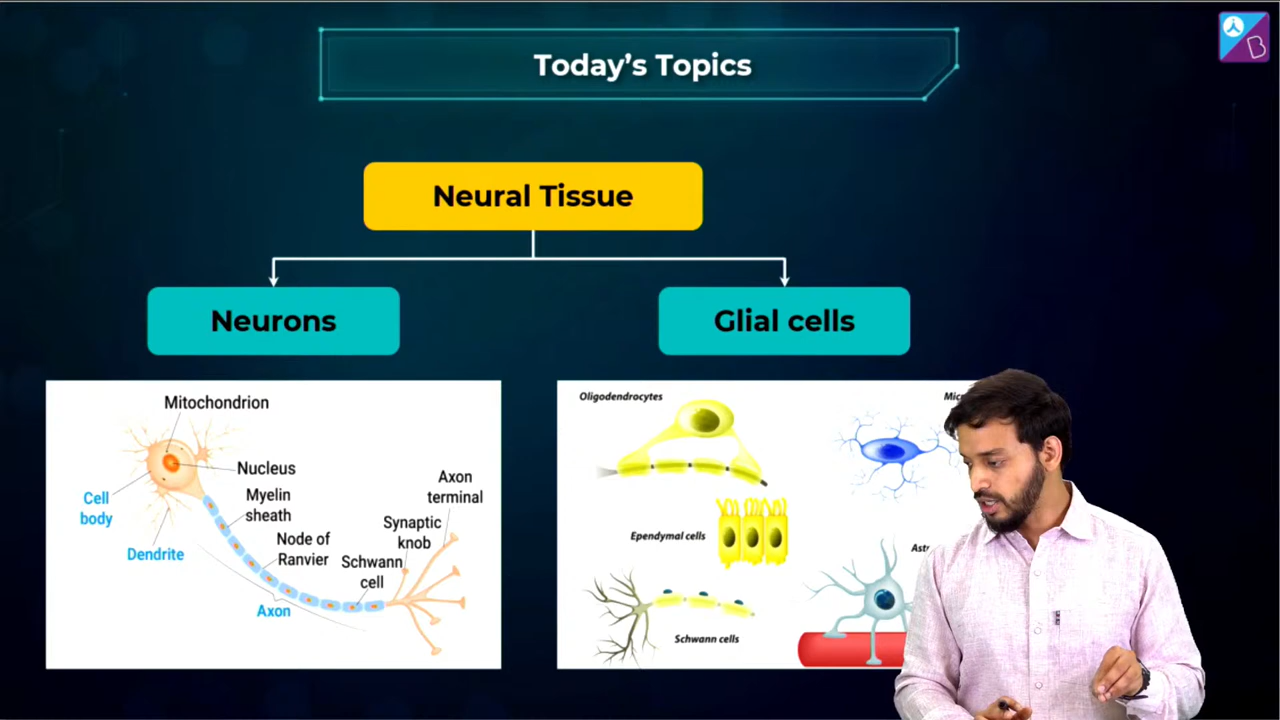 Today's Topics
Neural Tissue
Neurons
Glial cells
Mitochondrion
Nucleus
Cell
body
Myelin
sheath
Dendrite
Node of
Ranvier
Axon
Schwann
cell
Synaptic
knob
Axon
terminal
Oligodendrocytes
Ependymal cells
Schwann cells